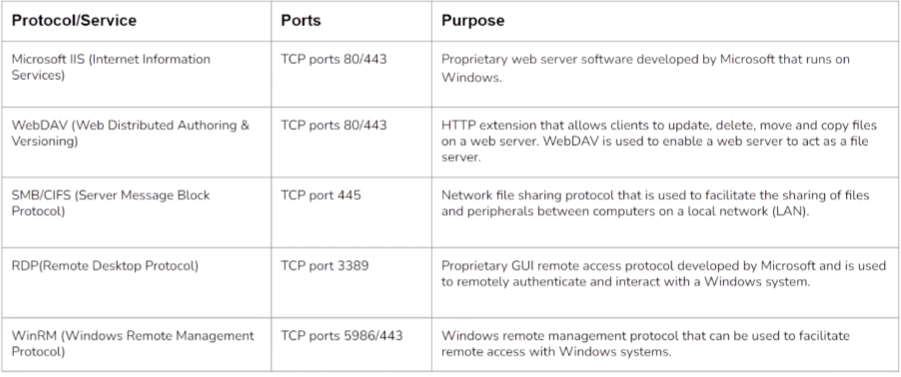 Protocol/Service Ports Purpose
Microsoft IIS (Internet Information TCP ports 80/443 Proprietary web server software developed by Microsoft that runs on
Services) Windows.
WebDAV (Web Distributed Authoring & TCP ports 80/443 HTTP extension that allows clients to update, delete, move and copy files
Versioning) on a web server. WebDAV is used to enable a web server to act as a file
server.
SMB/CIFS (Server Message Block TCP port 445 Network file sharing protocol that is used to facilitate the sharing of files
Protocol) and peripherals between computers on a local network (LAN).
RDP(Remote Desktop Protocol) TCP port 3389 Proprietary GUI remote access protocol developed by Microsoft and is used
to remotely authenticate and interact with a Windows system.
WinRM (Windows Remote Management TCP ports 5986/443 Windows remote management protocol that can be used to facilitate
Protocol) remote access with Windows systems.